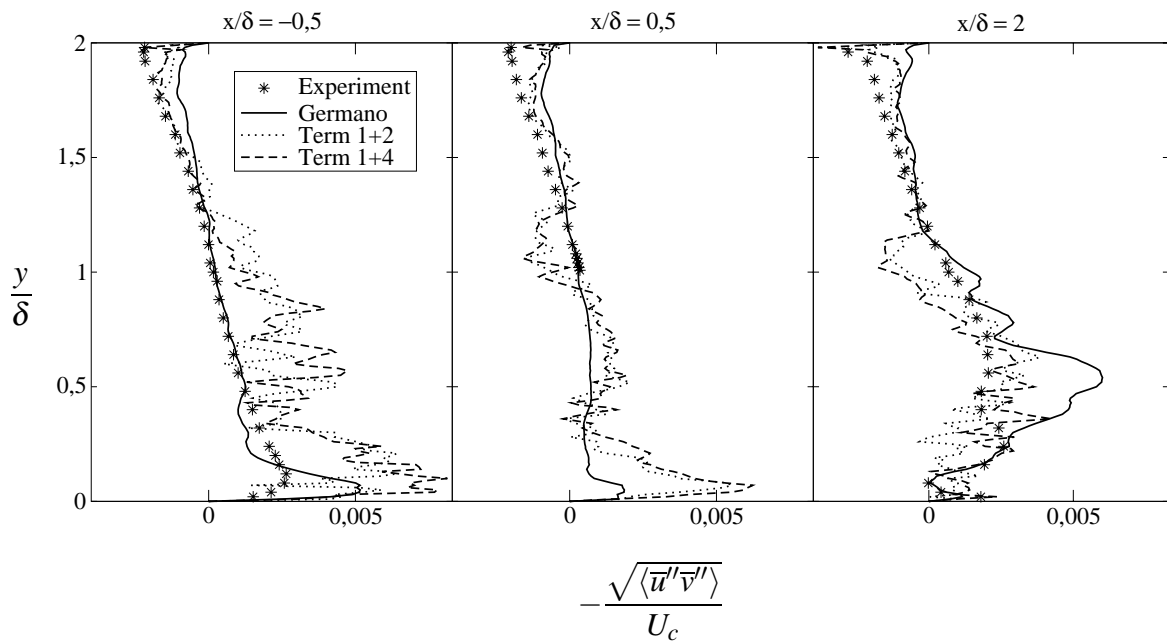 x/δ = −0,5
x/δ = 0,5
x/δ = 2
2
1,5
1
0,5
0
Experiment
Germano
Term 1+2
Term 1+4
y
δ
0 0,005
0 0,005
0 0,005
−√⟨u̅″v̅″⟩
U_c